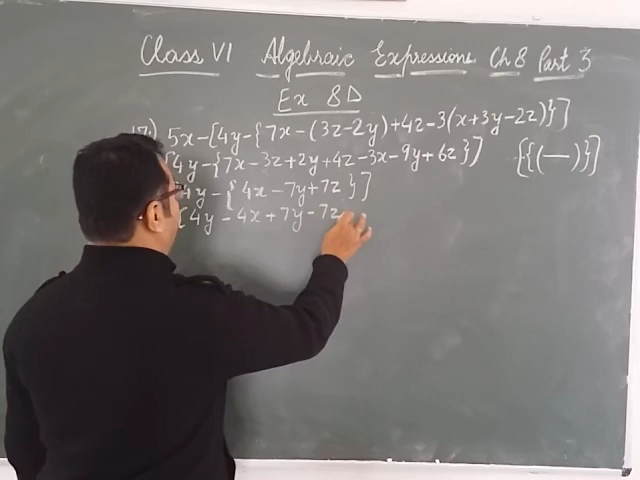 Class VI Algebraic Expressions Ch 8 Part 3
Ex 8D
17) 5x-[4y-{7x-(3z-2y)+4z-3(x+3y-2z)}]
[4y-{7x-3z+2y+4z-3x-9y+6z}] [{(—)}]
4y-{4x-7y+7z}]
[4y-4x+7y-7z